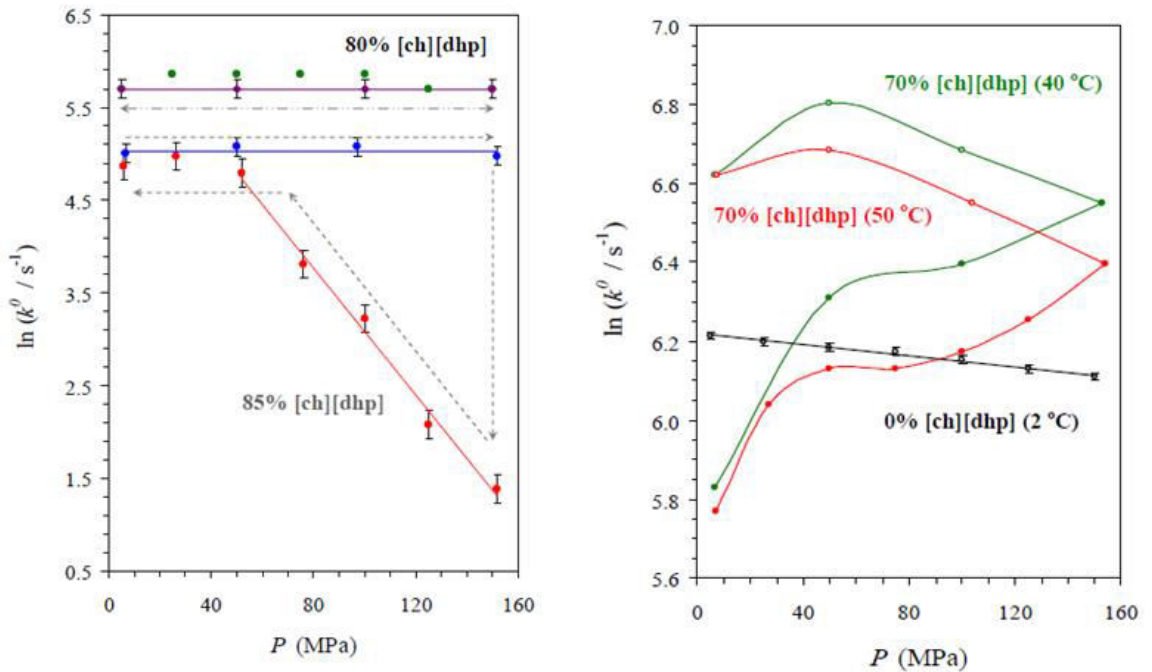 6.5
5.5
4.5
3.5
2.5
1.5
0.5
ln (k⁰ / s⁻¹)
80% [ch][dhp]
85% [ch][dhp]
0 40 80 120 160
P (MPa)
7.0
6.8
6.6
6.4
6.2
6.0
5.8
5.6
ln (k⁰ / s⁻¹)
70% [ch][dhp] (40 °C)
70% [ch][dhp] (50 °C)
0% [ch][dhp] (2 °C)
0 40 80 120 160
P (MPa)